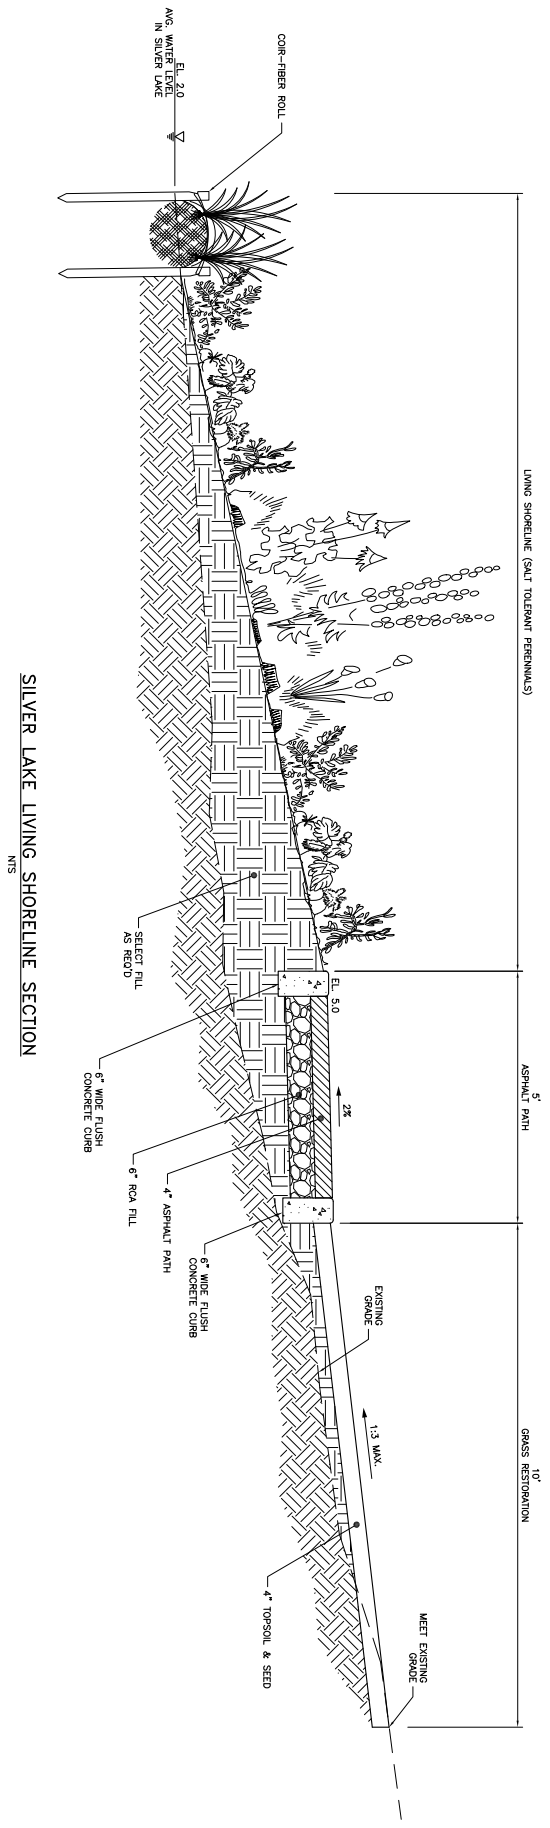 LIVING SHORELINE (SALT TOLERANT PERENNIALS)
5'
ASPHALT PATH
10'
GRASS RESTORATION
COIR-FIBER ROLL
EL. 2.0
AVG. WATER LEVEL
IN SILVER LAKE
EL. 5.0
2%
EXISTING
GRADE
1:3 MAX.
MEET EXISTING
GRADE
SELECT FILL
AS REQ'D
6" WIDE FLUSH
CONCRETE CURB
6" RCA FILL
4" ASPHALT PATH
6" WIDE FLUSH
CONCRETE CURB
4" TOPSOIL & SEED
SILVER LAKE LIVING SHORELINE SECTION
NTS